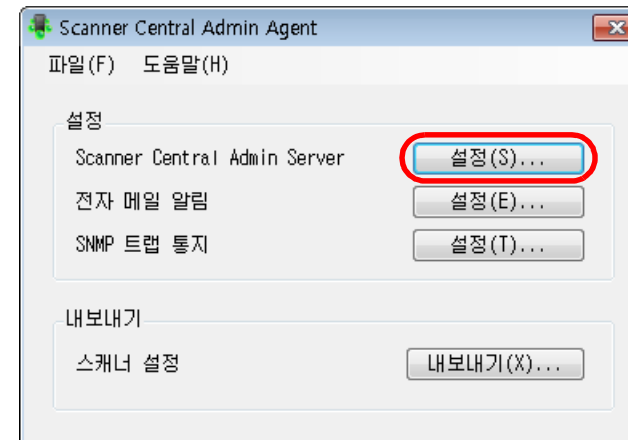 Scanner Central Admin Agent
파일(F) 도움말(H)
설정
Scanner Central Admin Server 설정(S)...
전자 메일 알림 설정(E)...
SNMP 트랩 통지 설정(T)...
내보내기
스캐너 설정 내보내기(X)...